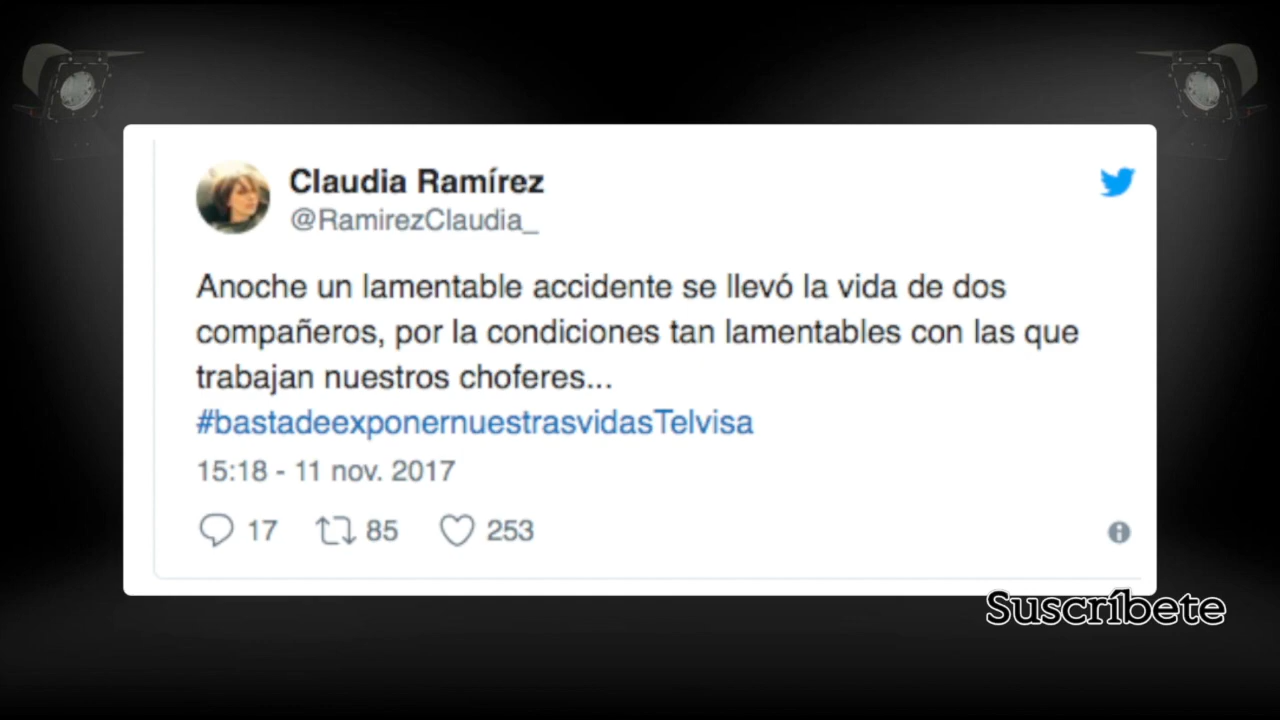 Claudia Ramírez
@RamirezClaudia_
Anoche un lamentable accidente se llevó la vida de dos
compañeros, por la condiciones tan lamentables con las que
trabajan nuestros choferes...
#bastadeexponernuestrasvidasTelvisa
15:18 - 11 nov. 2017
17 85 253
Suscríbete